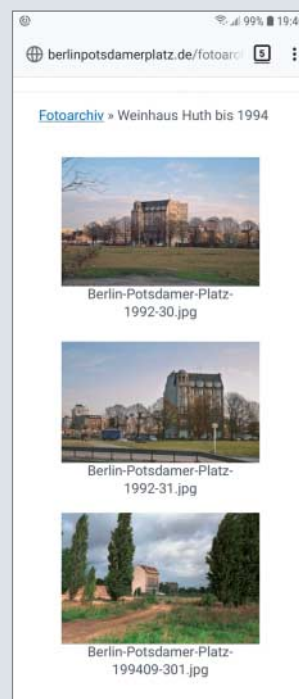 99% 19:4
berlinpotsdamerplatz.de/fotoarc 5
Fotoarchiv » Weinhaus Huth bis 1994
Berlin-Potsdamer-Platz-
1992-30.jpg
Berlin-Potsdamer-Platz-
1992-31.jpg
Berlin-Potsdamer-Platz-
199409-301.jpg